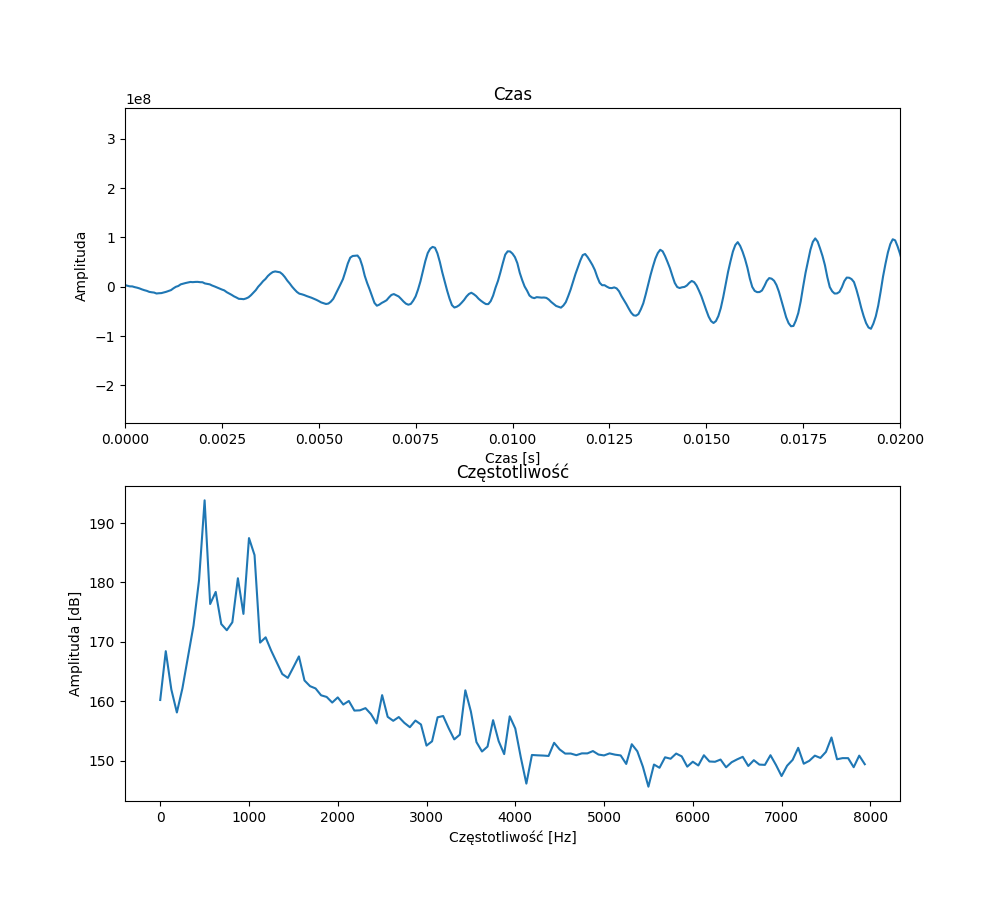 Czas
1e8
Amplituda
3
2
1
0
−1
−2
0.0000 0.0025 0.0050 0.0075 0.0100 0.0125 0.0150 0.0175 0.0200
Czas [s]
Częstotliwość
Amplituda [dB]
190
180
170
160
150
0 1000 2000 3000 4000 5000 6000 7000 8000
Częstotliwość [Hz]